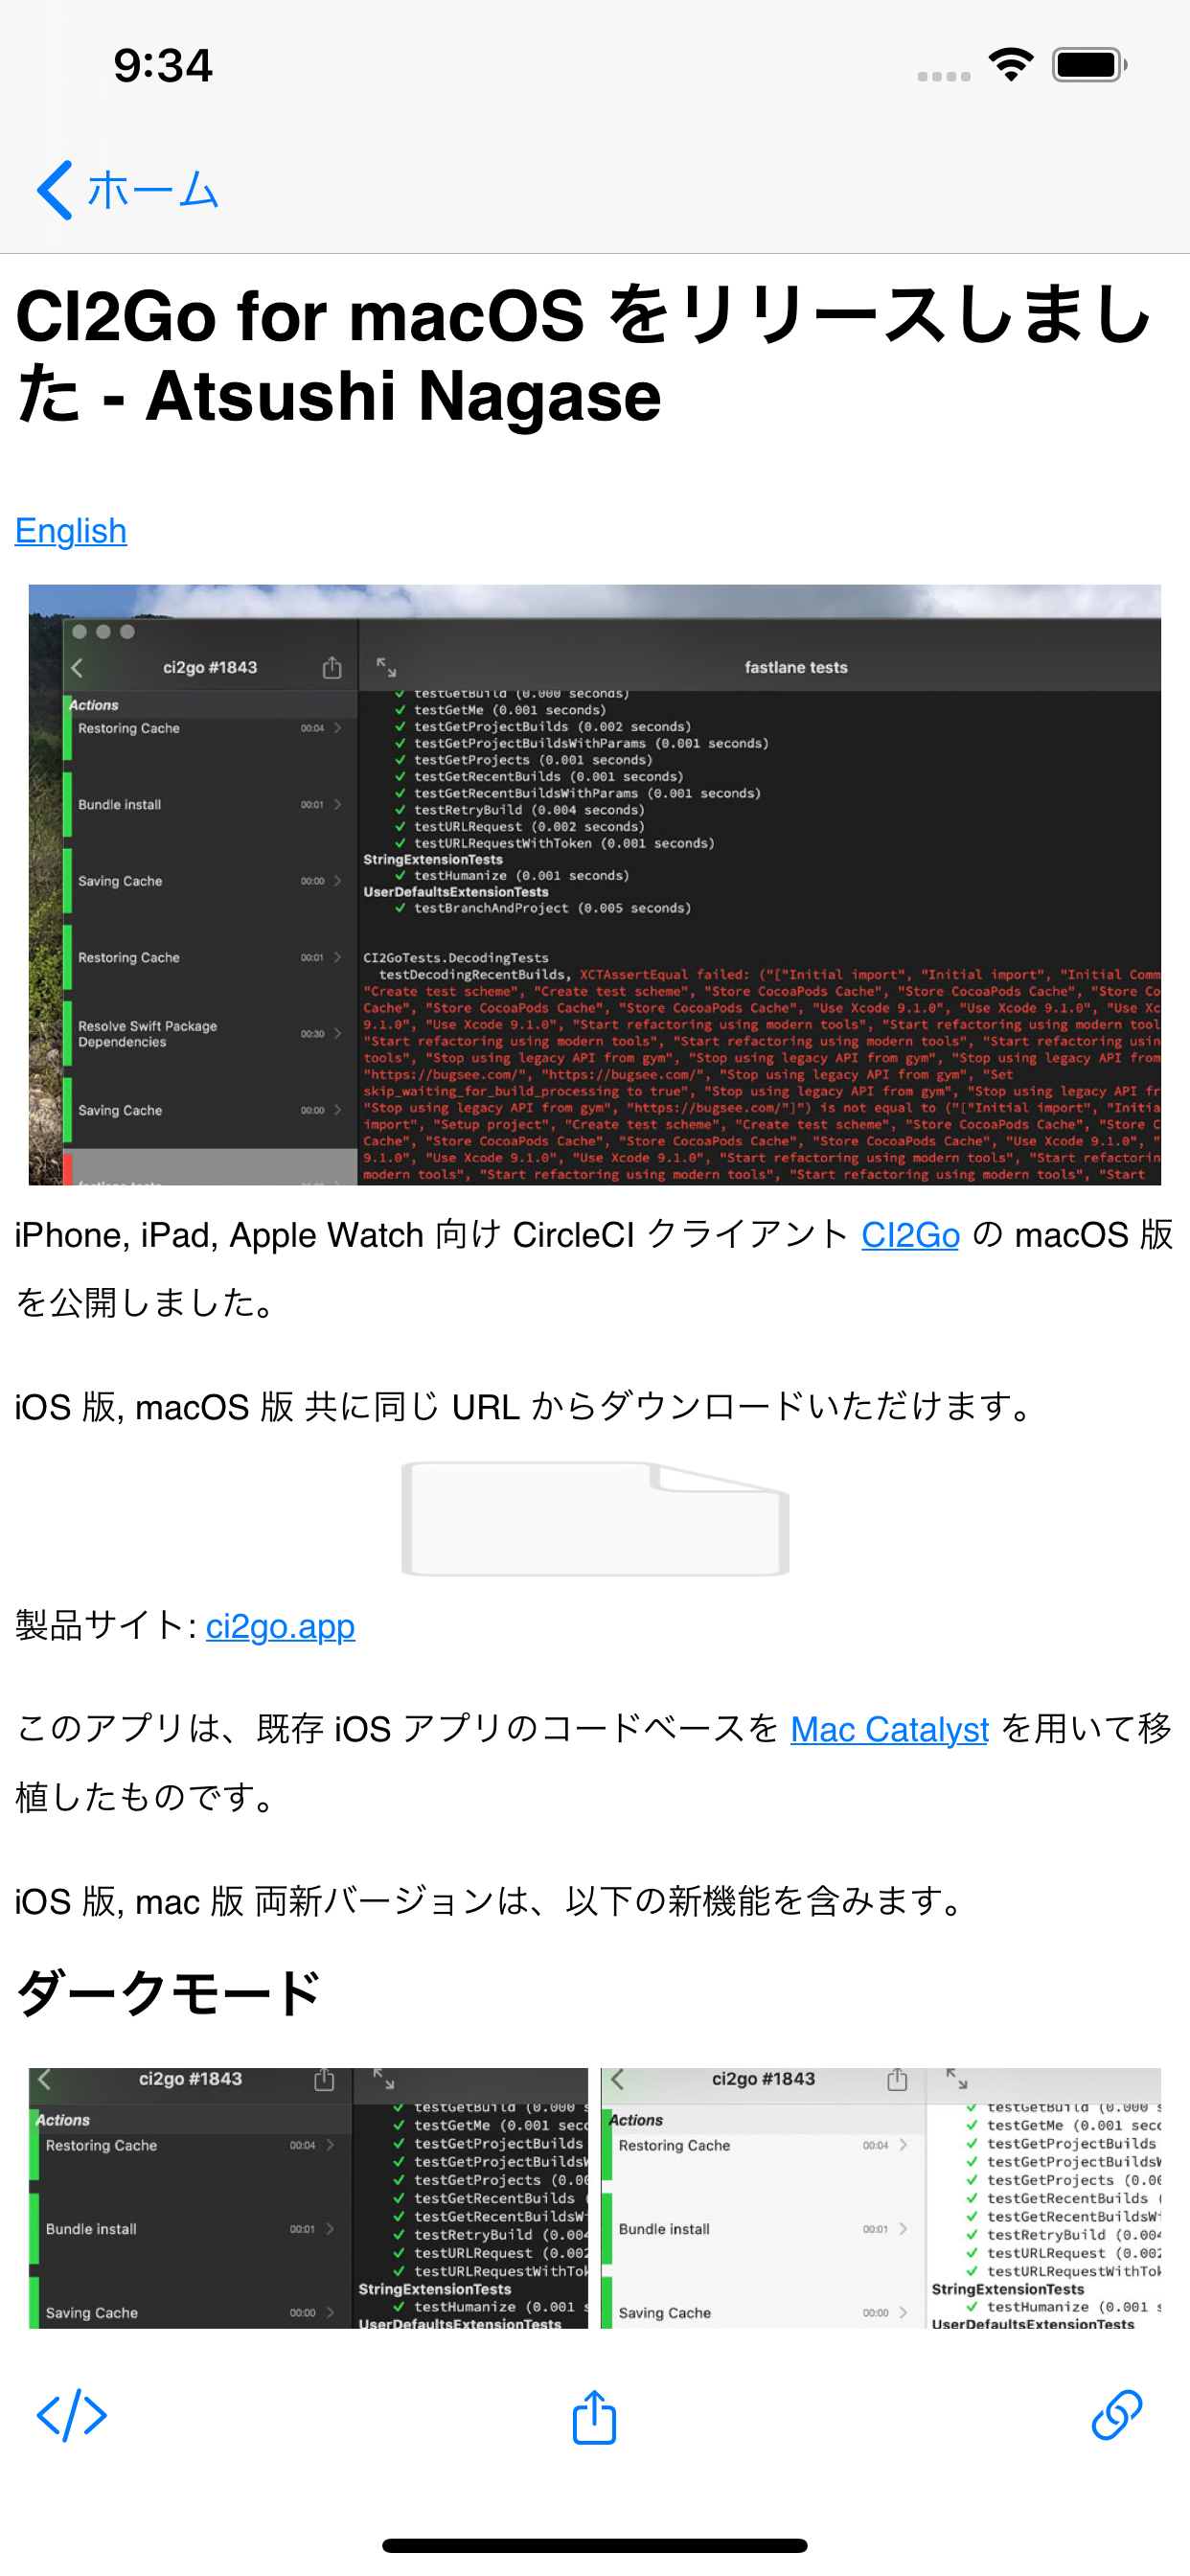 9:34
ホーム
CI2Go for macOS をリリースしまし
た - Atsushi Nagase
English
ci2go #1843
fastlane tests
Actions
Restoring Cache 00:04
Bundle install 00:01
Saving Cache 00:00
Restoring Cache 00:01
Resolve Swift Package
Dependencies 00:30
Saving Cache 00:00
fastlane tests
testGetBuild (0.000 seconds)
testGetMe (0.001 seconds)
testGetProjectBuilds (0.002 seconds)
testGetProjectBuildsWithParams (0.001 seconds)
testGetProjects (0.001 seconds)
testGetRecentBuilds (0.001 seconds)
testGetRecentBuildsWithParams (0.001 seconds)
testRetryBuild (0.004 seconds)
testURLRequest (0.002 seconds)
testURLRequestWithToken (0.001 seconds)
StringExtensionTests
testHumanize (0.001 seconds)
UserDefaultsExtensionTests
testBranchAndProject (0.005 seconds)
CI2GoTests.DecodingTests
testDecodingRecentBuilds, XCTAssertEqual failed: ("["Initial import", "Initial import", "Initial Comm
"Create test scheme", "Create test scheme", "Store CocoaPods Cache", "Store CocoaPods Cache", "Store Co
Cache", "Store CocoaPods Cache", "Store CocoaPods Cache", "Use Xcode 9.1.0", "Use Xcode 9.1.0", "Use Xc
9.1.0", "Use Xcode 9.1.0", "Start refactoring using modern tools", "Start refactoring using modern tool
"Start refactoring using modern tools", "Start refactoring using modern tools", "Start refactoring usin
tools", "Stop using legacy API from gym", "Stop using legacy API from gym", "Stop using legacy API from
"https://bugsee.com/", "https://bugsee.com/", "Stop using legacy API from gym", "Set
skip_waiting_for_build_processing to true", "Stop using legacy API from gym", "Stop using legacy API fr
"Stop using legacy API from gym", "https://bugsee.com/"]") is not equal to ("["Initial import", "Initia
import", "Setup project", "Create test scheme", "Create test scheme", "Store CocoaPods Cache", "Store C
Cache", "Store CocoaPods Cache", "Store CocoaPods Cache", "Store CocoaPods Cache", "Use Xcode 9.1.0", "
9.1.0", "Use Xcode 9.1.0", "Use Xcode 9.1.0", "Start refactoring using modern tools", "Start refactorin
modern tools", "Start refactoring using modern tools", "Start refactoring using modern tools", "Start
iPhone, iPad, Apple Watch 向け CircleCI クライアント CI2Go の macOS 版
を公開しました。
iOS 版, macOS 版 共に同じ URL からダウンロードいただけます。
製品サイト: ci2go.app
このアプリは、既存 iOS アプリのコードベースを Mac Catalyst を用いて移
植したものです。
iOS 版, mac 版 両新バージョンは、以下の新機能を含みます。
ダークモード
ci2go #1843
Actions
Restoring Cache 00:04
Bundle install 00:01
Saving Cache 00:00
testGetBuild (0.000 s
testGetMe (0.001 seco
testGetProjectBuilds
testGetProjectBuildsW
testGetProjects (0.00
testGetRecentBuilds (
testGetRecentBuildsWi
testRetryBuild (0.004
testURLRequest (0.002
testURLRequestWithTok
StringExtensionTests
testHumanize (0.001 s
UserDefaultsExtensionTests
ci2go #1843
Actions
Restoring Cache 00:04
Bundle install 00:01
Saving Cache 00:00
testGetBuild (0.000 s
testGetMe (0.001 secc
testGetProjectBuilds
testGetProjectBuildsW
testGetProjects (0.00
testGetRecentBuilds (
testGetRecentBuildsWi
testRetryBuild (0.004
testURLRequest (0.002
testURLRequestWithTok
StringExtensionTests
testHumanize (0.001 s
UserDefaultsExtensionTests